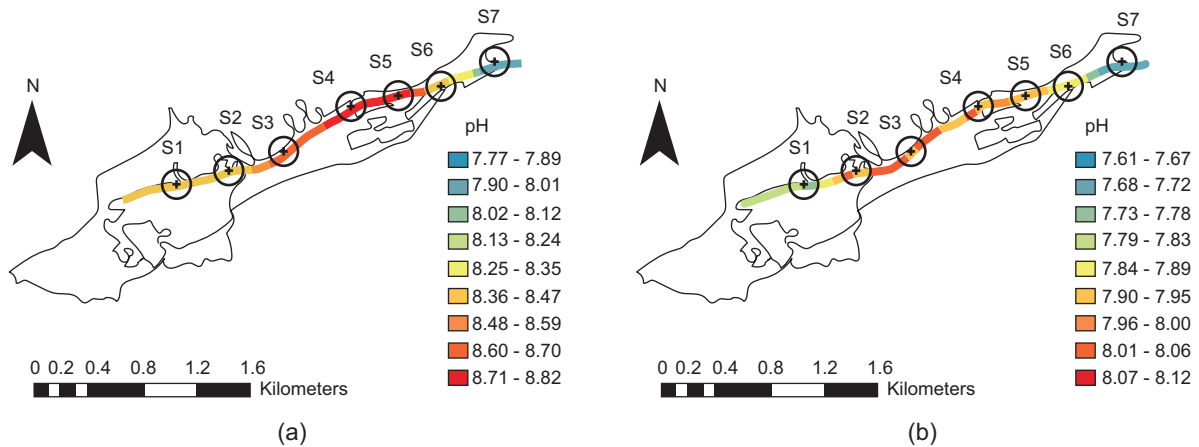 N
S1
S2
S3
S4
S5
S6
S7
pH
7.77 - 7.89
7.90 - 8.01
8.02 - 8.12
8.13 - 8.24
8.25 - 8.35
8.36 - 8.47
8.48 - 8.59
8.60 - 8.70
8.71 - 8.82
0 0.2 0.4 0.8 1.2 1.6
Kilometers
(a)
N
S1
S2
S3
S4
S5
S6
S7
pH
7.61 - 7.67
7.68 - 7.72
7.73 - 7.78
7.79 - 7.83
7.84 - 7.89
7.90 - 7.95
7.96 - 8.00
8.01 - 8.06
8.07 - 8.12
0 0.2 0.4 0.8 1.2 1.6
Kilometers
(b)